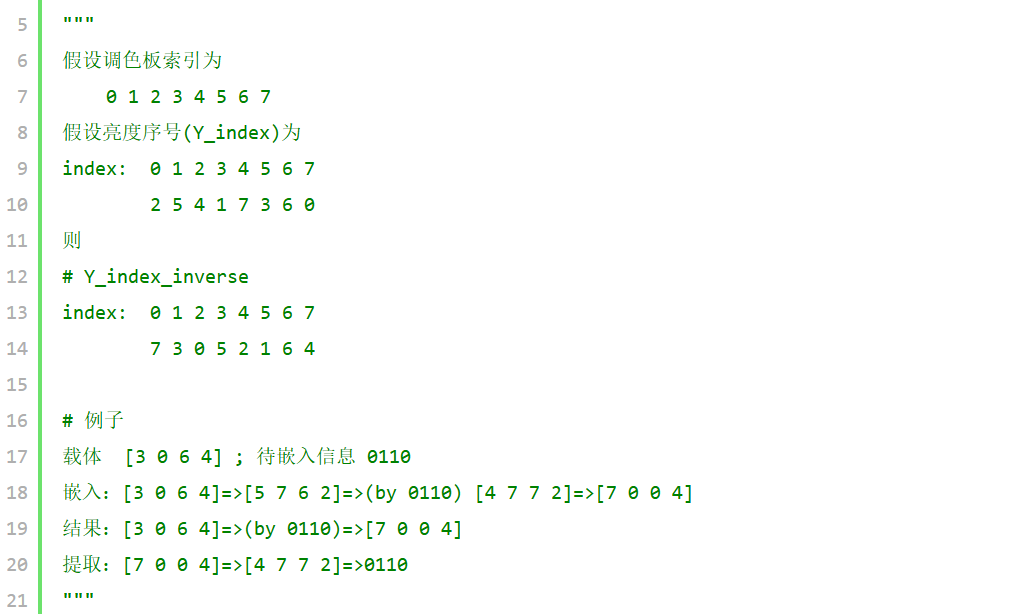 5 """
6 假设调色板索引为
7 0 1 2 3 4 5 6 7
8 假设亮度序号(Y_index)为
9 index: 0 1 2 3 4 5 6 7
10 2 5 4 1 7 3 6 0
11 则
12 # Y_index_inverse
13 index: 0 1 2 3 4 5 6 7
14 7 3 0 5 2 1 6 4
15
16 # 例子
17 载体 [3 0 6 4] ; 待嵌入信息 0110
18 嵌入：[3 0 6 4]=>[5 7 6 2]=>(by 0110) [4 7 7 2]=>[7 0 0 4]
19 结果：[3 0 6 4]=>(by 0110)=>[7 0 0 4]
20 提取：[7 0 0 4]=>[4 7 7 2]=>0110
21 """